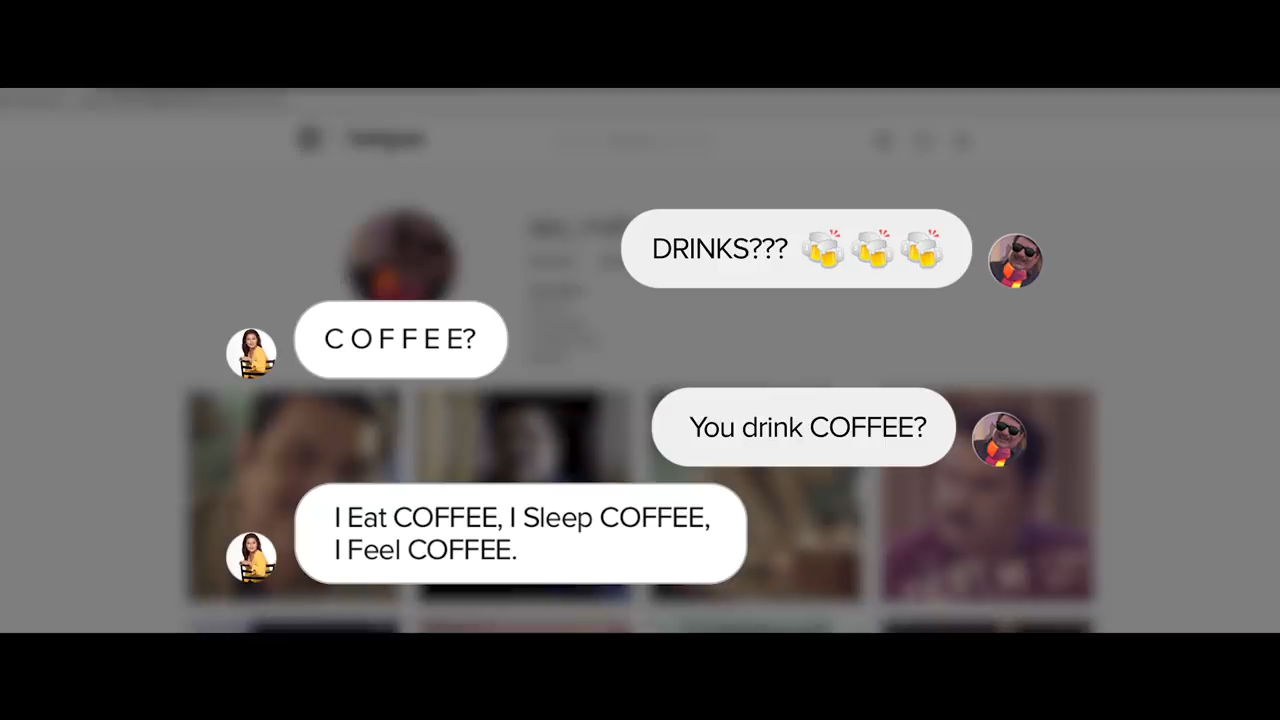 DRINKS??? 🍻 🍻 🍻
C O F F E E?
You drink COFFEE?
I Eat COFFEE, I Sleep COFFEE,
I Feel COFFEE.